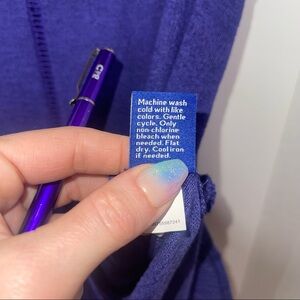 Machine wash
cold with like
colors. Gentle
cycle. Only
non-chlorine
bleach when
needed. Flat
dry. Cool iron
if needed.